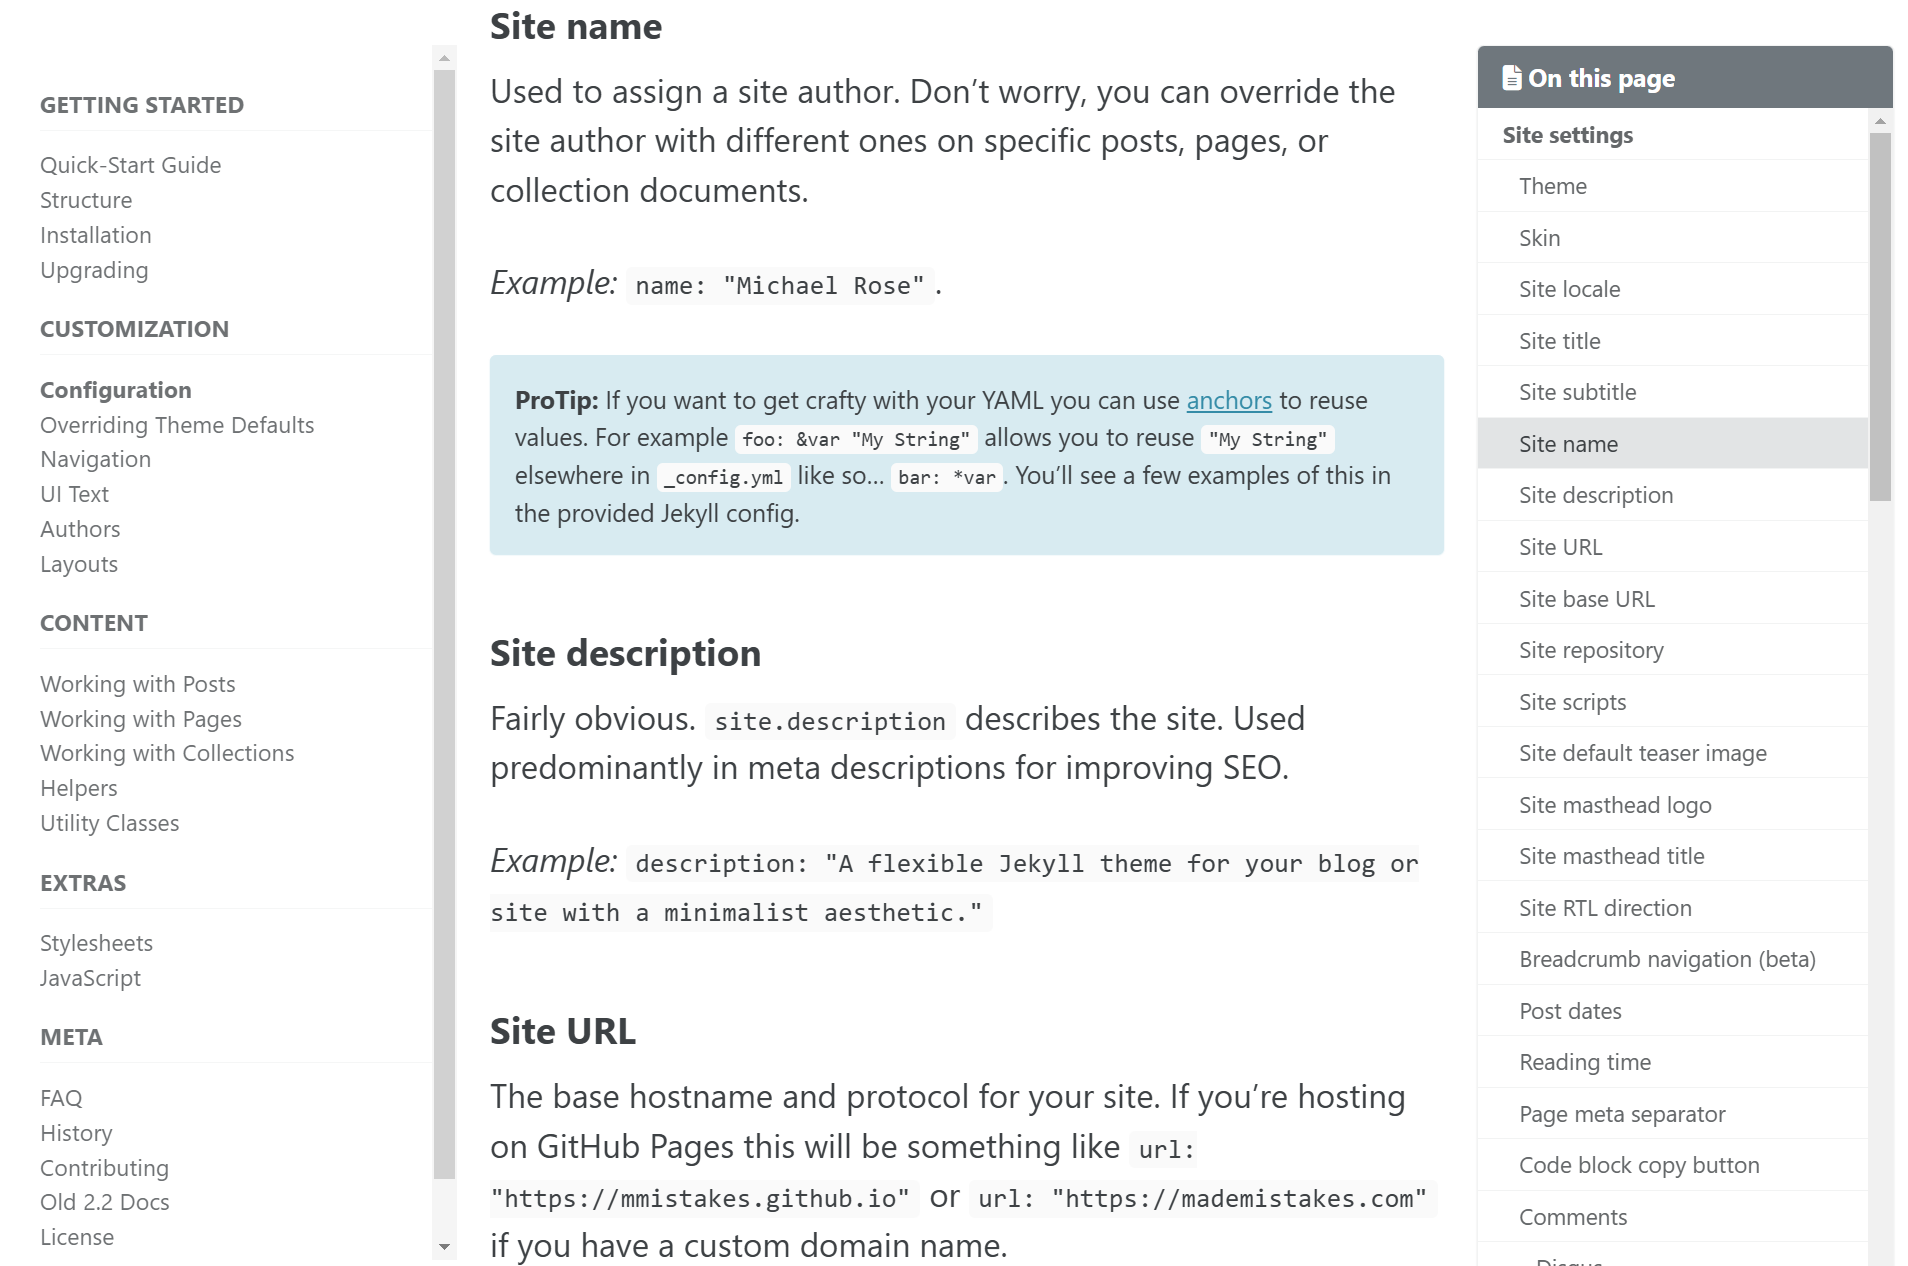 GETTING STARTED
Quick-Start Guide
Structure
Installation
Upgrading
CUSTOMIZATION
Configuration
Overriding Theme Defaults
Navigation
UI Text
Authors
Layouts
CONTENT
Working with Posts
Working with Pages
Working with Collections
Helpers
Utility Classes
EXTRAS
Stylesheets
JavaScript
META
FAQ
History
Contributing
Old 2.2 Docs
License
Site name
Used to assign a site author. Don’t worry, you can override the
site author with different ones on specific posts, pages, or
collection documents.
Example: name: "Michael Rose".
ProTip: If you want to get crafty with your YAML you can use anchors to reuse
values. For example foo: &var "My String" allows you to reuse "My String"
elsewhere in _config.yml like so… bar: *var. You’ll see a few examples of this in
the provided Jekyll config.
Site description
Fairly obvious. site.description describes the site. Used
predominantly in meta descriptions for improving SEO.
Example: description: "A flexible Jekyll theme for your blog or
site with a minimalist aesthetic."
Site URL
The base hostname and protocol for your site. If you’re hosting
on GitHub Pages this will be something like url:
"https://mmistakes.github.io" or url: "https://mademistakes.com"
if you have a custom domain name.
On this page
Site settings
Theme
Skin
Site locale
Site title
Site subtitle
Site name
Site description
Site URL
Site base URL
Site repository
Site scripts
Site default teaser image
Site masthead logo
Site masthead title
Site RTL direction
Breadcrumb navigation (beta)
Post dates
Reading time
Page meta separator
Code block copy button
Comments
Disqus